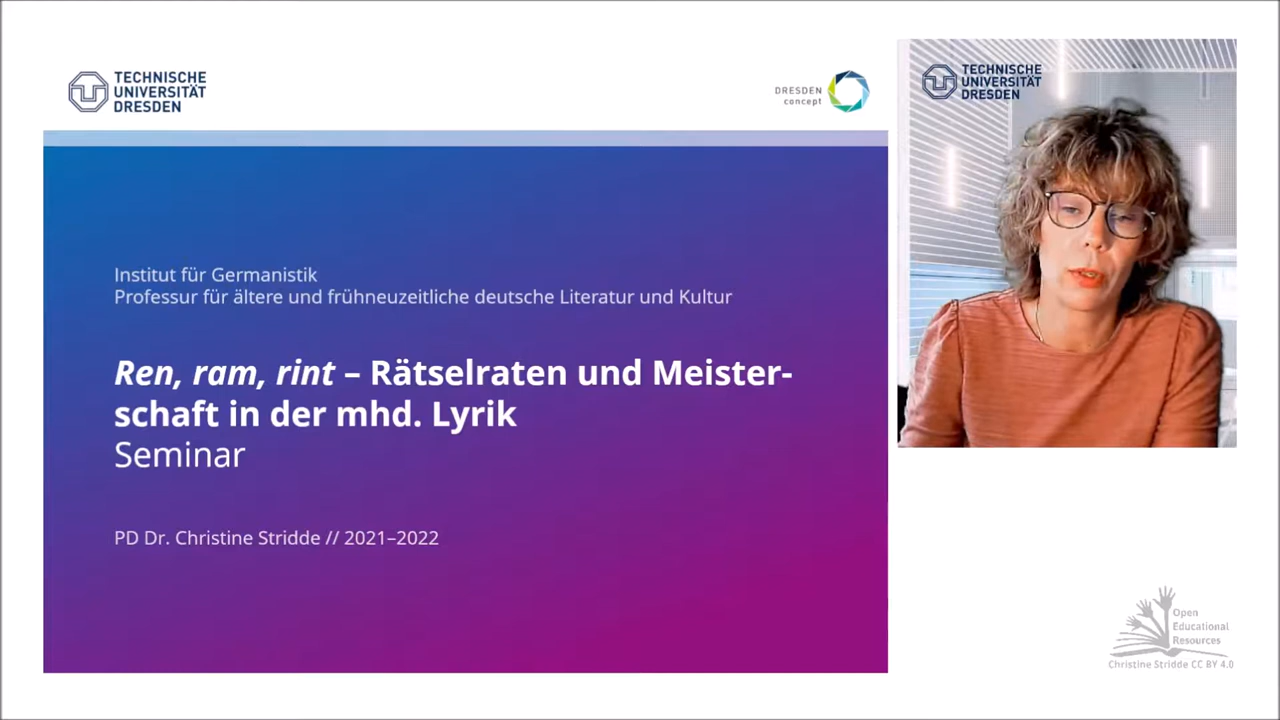 TECHNISCHE
UNIVERSITÄT
DRESDEN
DRESDEN
concept
TECHNISCHE
UNIVERSITÄT
DRESDEN
Institut für Germanistik
Professur für ältere und frühneuzeitliche deutsche Literatur und Kultur
Ren, ram, rint – Rätselraten und Meister-
schaft in der mhd. Lyrik
Seminar
PD Dr. Christine Stridde // 2021–2022
Open
Educational
Resources
Christine Stridde CC BY 4.0